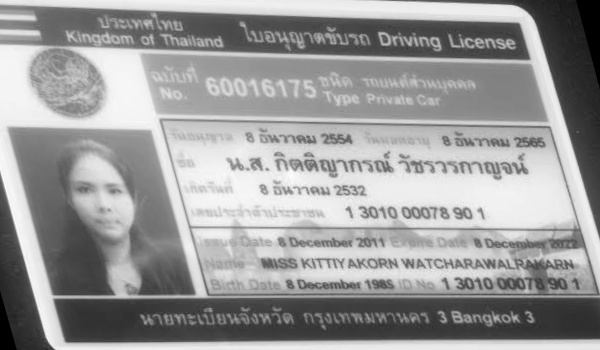 ประเทศไทย
Kingdom of Thailand
ใบอนุญาตขับรถ Driving License
ฉบับที่
No. 60016175
ชนิด รถยนต์ส่วนบุคคล
Type Private Car
วันอนุญาต 8 ธันวาคม 2554 วันหมดอายุ 8 ธันวาคม 2565
ชื่อ น.ส. กิตติญากรณ์ วัชรวรกาญจน์
เกิดวันที่ 8 ธันวาคม 2532
เลขประจำตัวประชาชน 1 3010 00078 90 1
Issue Date 8 December 2011 Expire Date 8 December 2022
Name MISS KITTIYAKORN WATCHARAWALRAKARN
Birth Date 8 December 1985 ID No 1 3010 00078 90 1
นายทะเบียนจังหวัด กรุงเทพมหานคร 3 Bangkok 3